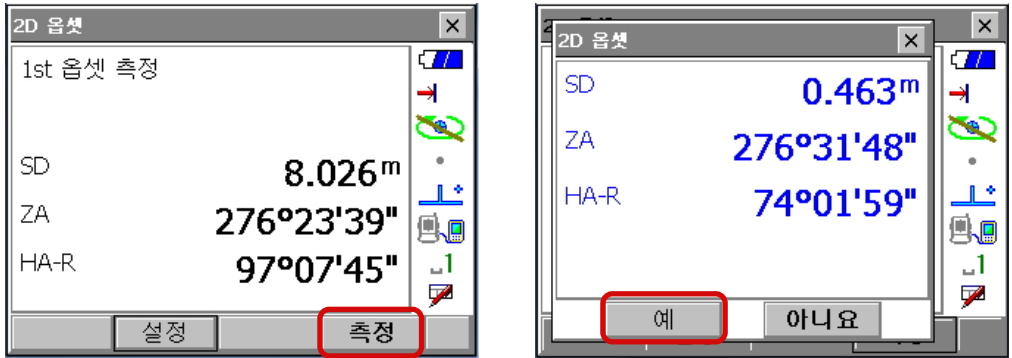 2D 옵셋
1st 옵셋 측정
SD 8.026m
ZA 276°23'39"
HA-R 97°07'45"
1
설정 측정
2D 옵셋
SD 0.463m
ZA 276°31'48"
HA-R 74°01'59"
1
예 아니요